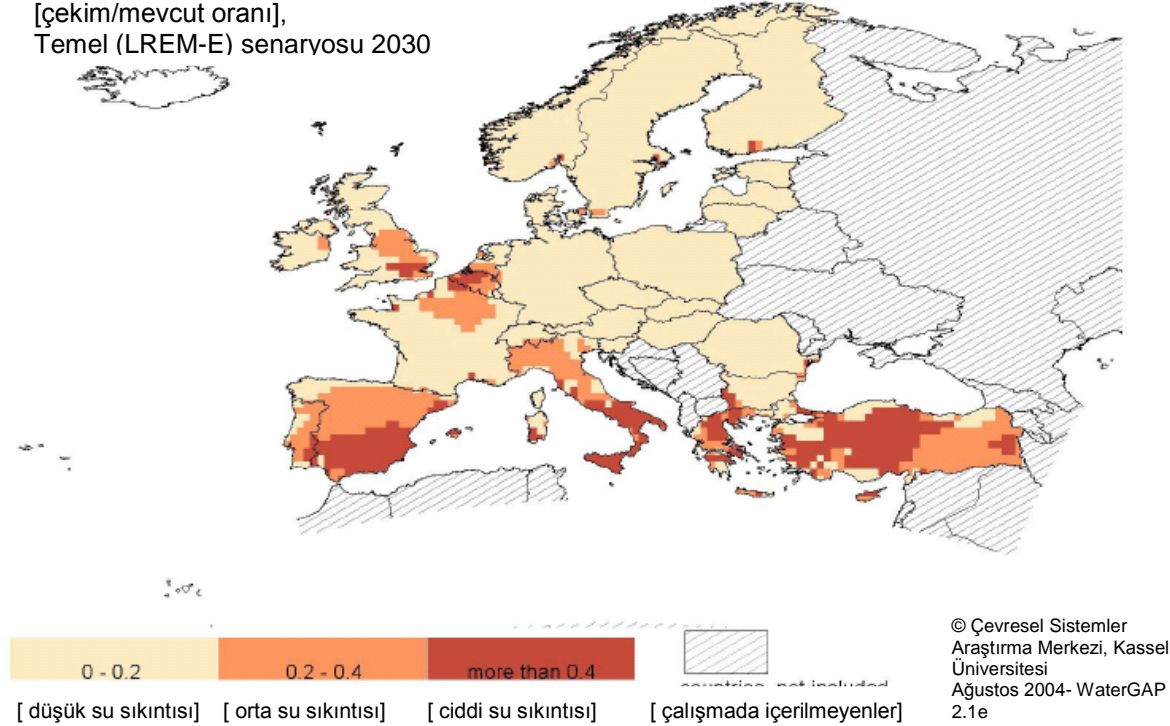 [çekim/mevcut oranı],
Temel (LREM-E) senaryosu 2030
0 - 0.2
0.2 - 0.4
more than 0.4
countries not included
[ düşük su sıkıntısı]
[ orta su sıkıntısı]
[ ciddi su sıkıntısı]
[ çalışmada içerilmeyenler]
© Çevresel Sistemler
Araştırma Merkezi, Kassel
Üniversitesi
Ağustos 2004- WaterGAP
2.1e